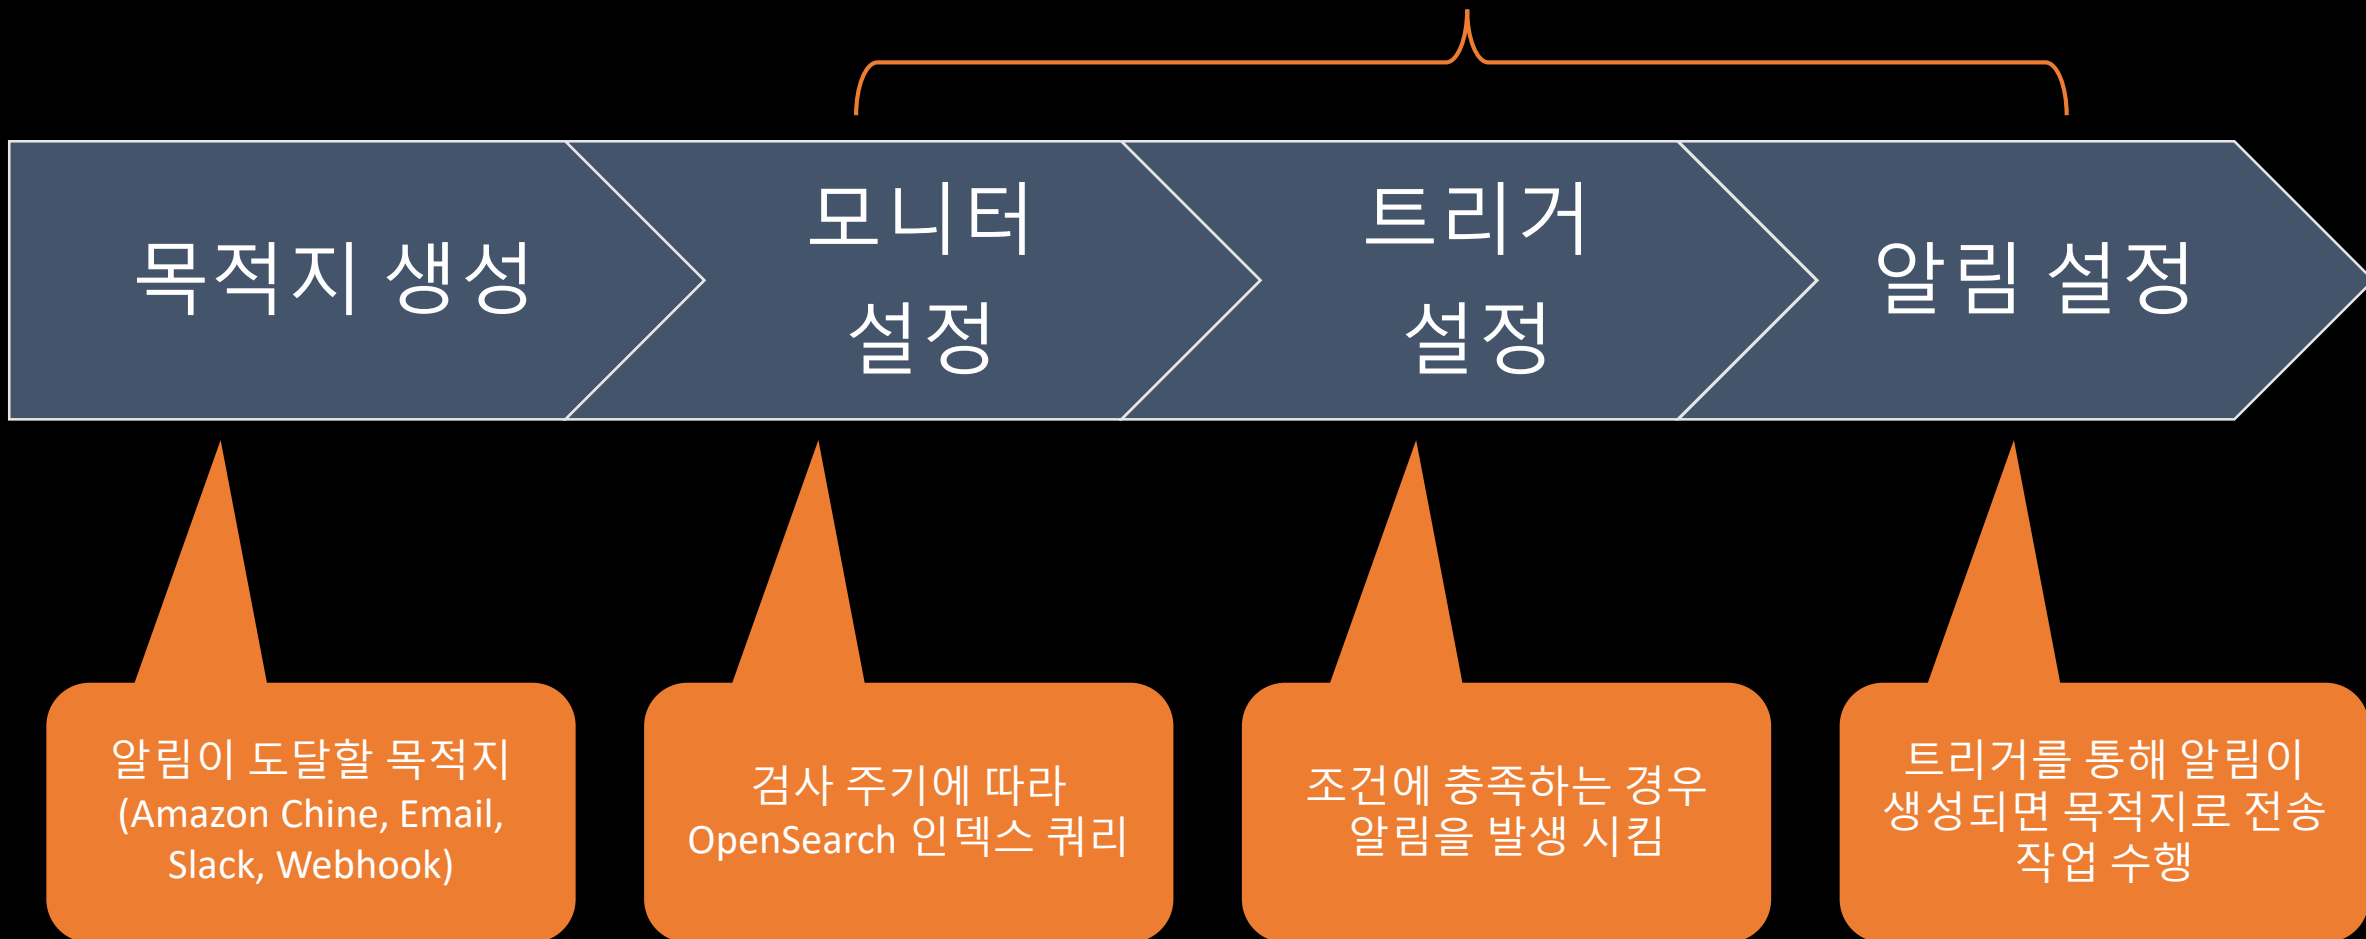 목적지 생성
모니터
설정
트리거
설정
알림 설정
알림이 도달할 목적지
(Amazon Chine, Email,
Slack, Webhook)
검사 주기에 따라
OpenSearch 인덱스 쿼리
조건에 충족하는 경우
알림을 발생 시킴
트리거를 통해 알림이
생성되면 목적지로 전송
작업 수행